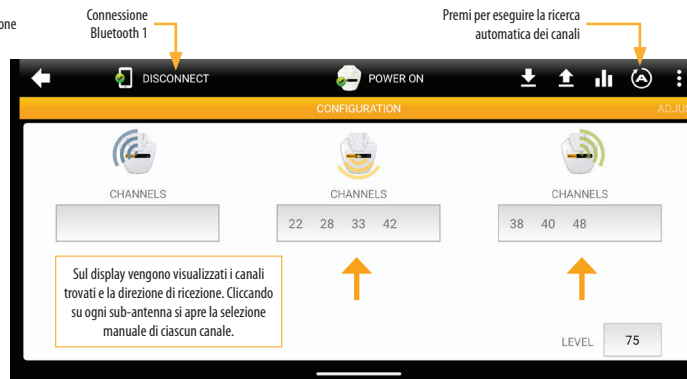 one
Connessione
Bluetooth 1
Premi per eseguire la ricerca
automatica dei canali
DISCONNECT
POWER ON
A
CONFIGURATION
ADJUS
CHANNELS
CHANNELS
CHANNELS
22 28 33 42
38 40 48
Sul display vengono visualizzati i canali
trovati e la direzione di ricezione. Cliccando
su ogni sub-antenna si apre la selezione
manuale di ciascun canale.
LEVEL 75